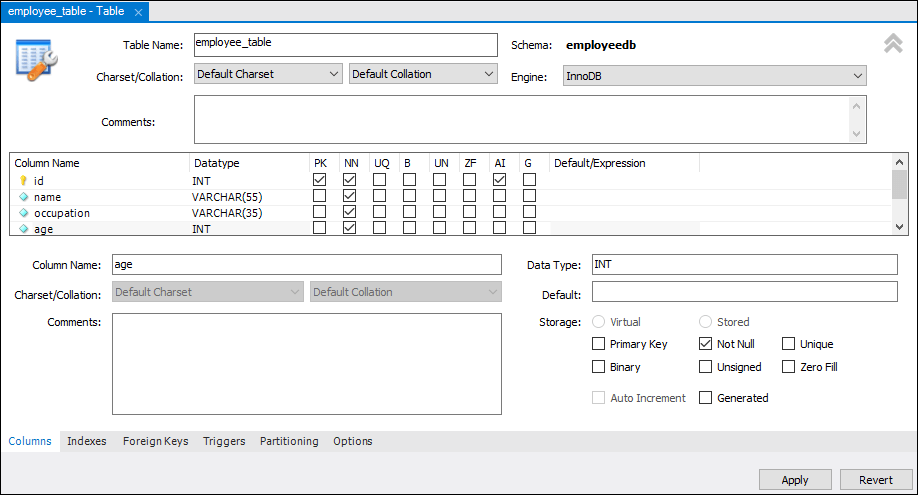 employee_table - Table ×
Table Name: employee_table Schema: employeedb
Charset/Collation: Default Charset Default Collation Engine: InnoDB
Comments:
Column Name Datatype PK NN UQ B UN ZF AI G Default/Expression
id INT
name VARCHAR(55)
occupation VARCHAR(35)
age INT
Column Name: age Data Type: INT
Charset/Collation: Default Charset Default Collation Default:
Comments: Storage: Virtual Stored
Primary Key Not Null Unique
Binary Unsigned Zero Fill
Auto Increment Generated
Columns Indexes Foreign Keys Triggers Partitioning Options
Apply Revert